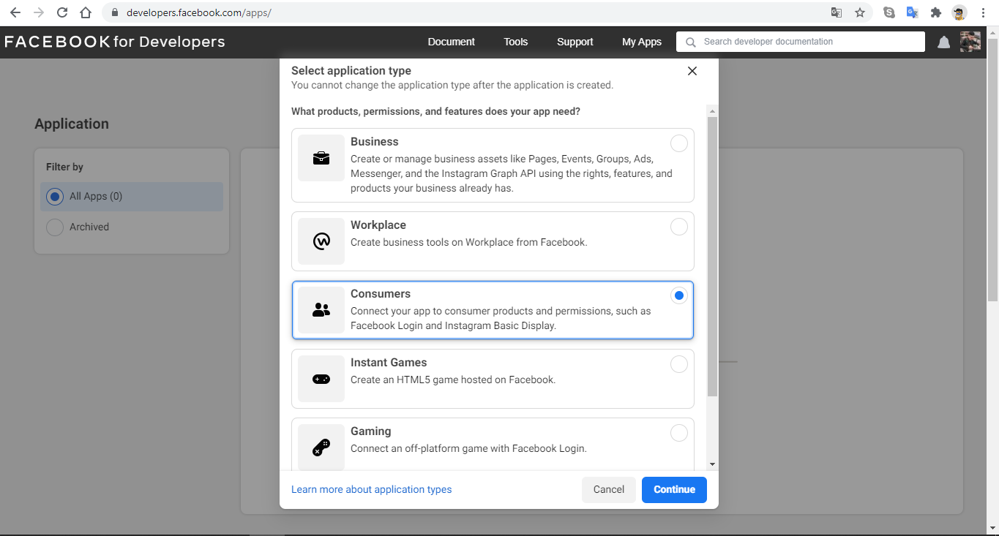 developers.facebook.com/apps/
FACEBOOK for Developers
Document
Tools
Support
My Apps
Search developer documentation
Application
Filter by
All Apps (0)
Archived
Select application type
You cannot change the application type after the application is created.
What products, permissions, and features does your app need?
Business
Create or manage business assets like Pages, Events, Groups, Ads,
Messenger, and the Instagram Graph API using the rights, features, and
products your business already has.
Workplace
Create business tools on Workplace from Facebook.
Consumers
Connect your app to consumer products and permissions, such as
Facebook Login and Instagram Basic Display.
Instant Games
Create an HTML5 game hosted on Facebook.
Gaming
Connect an off-platform game with Facebook Login.
Learn more about application types
Cancel
Continue